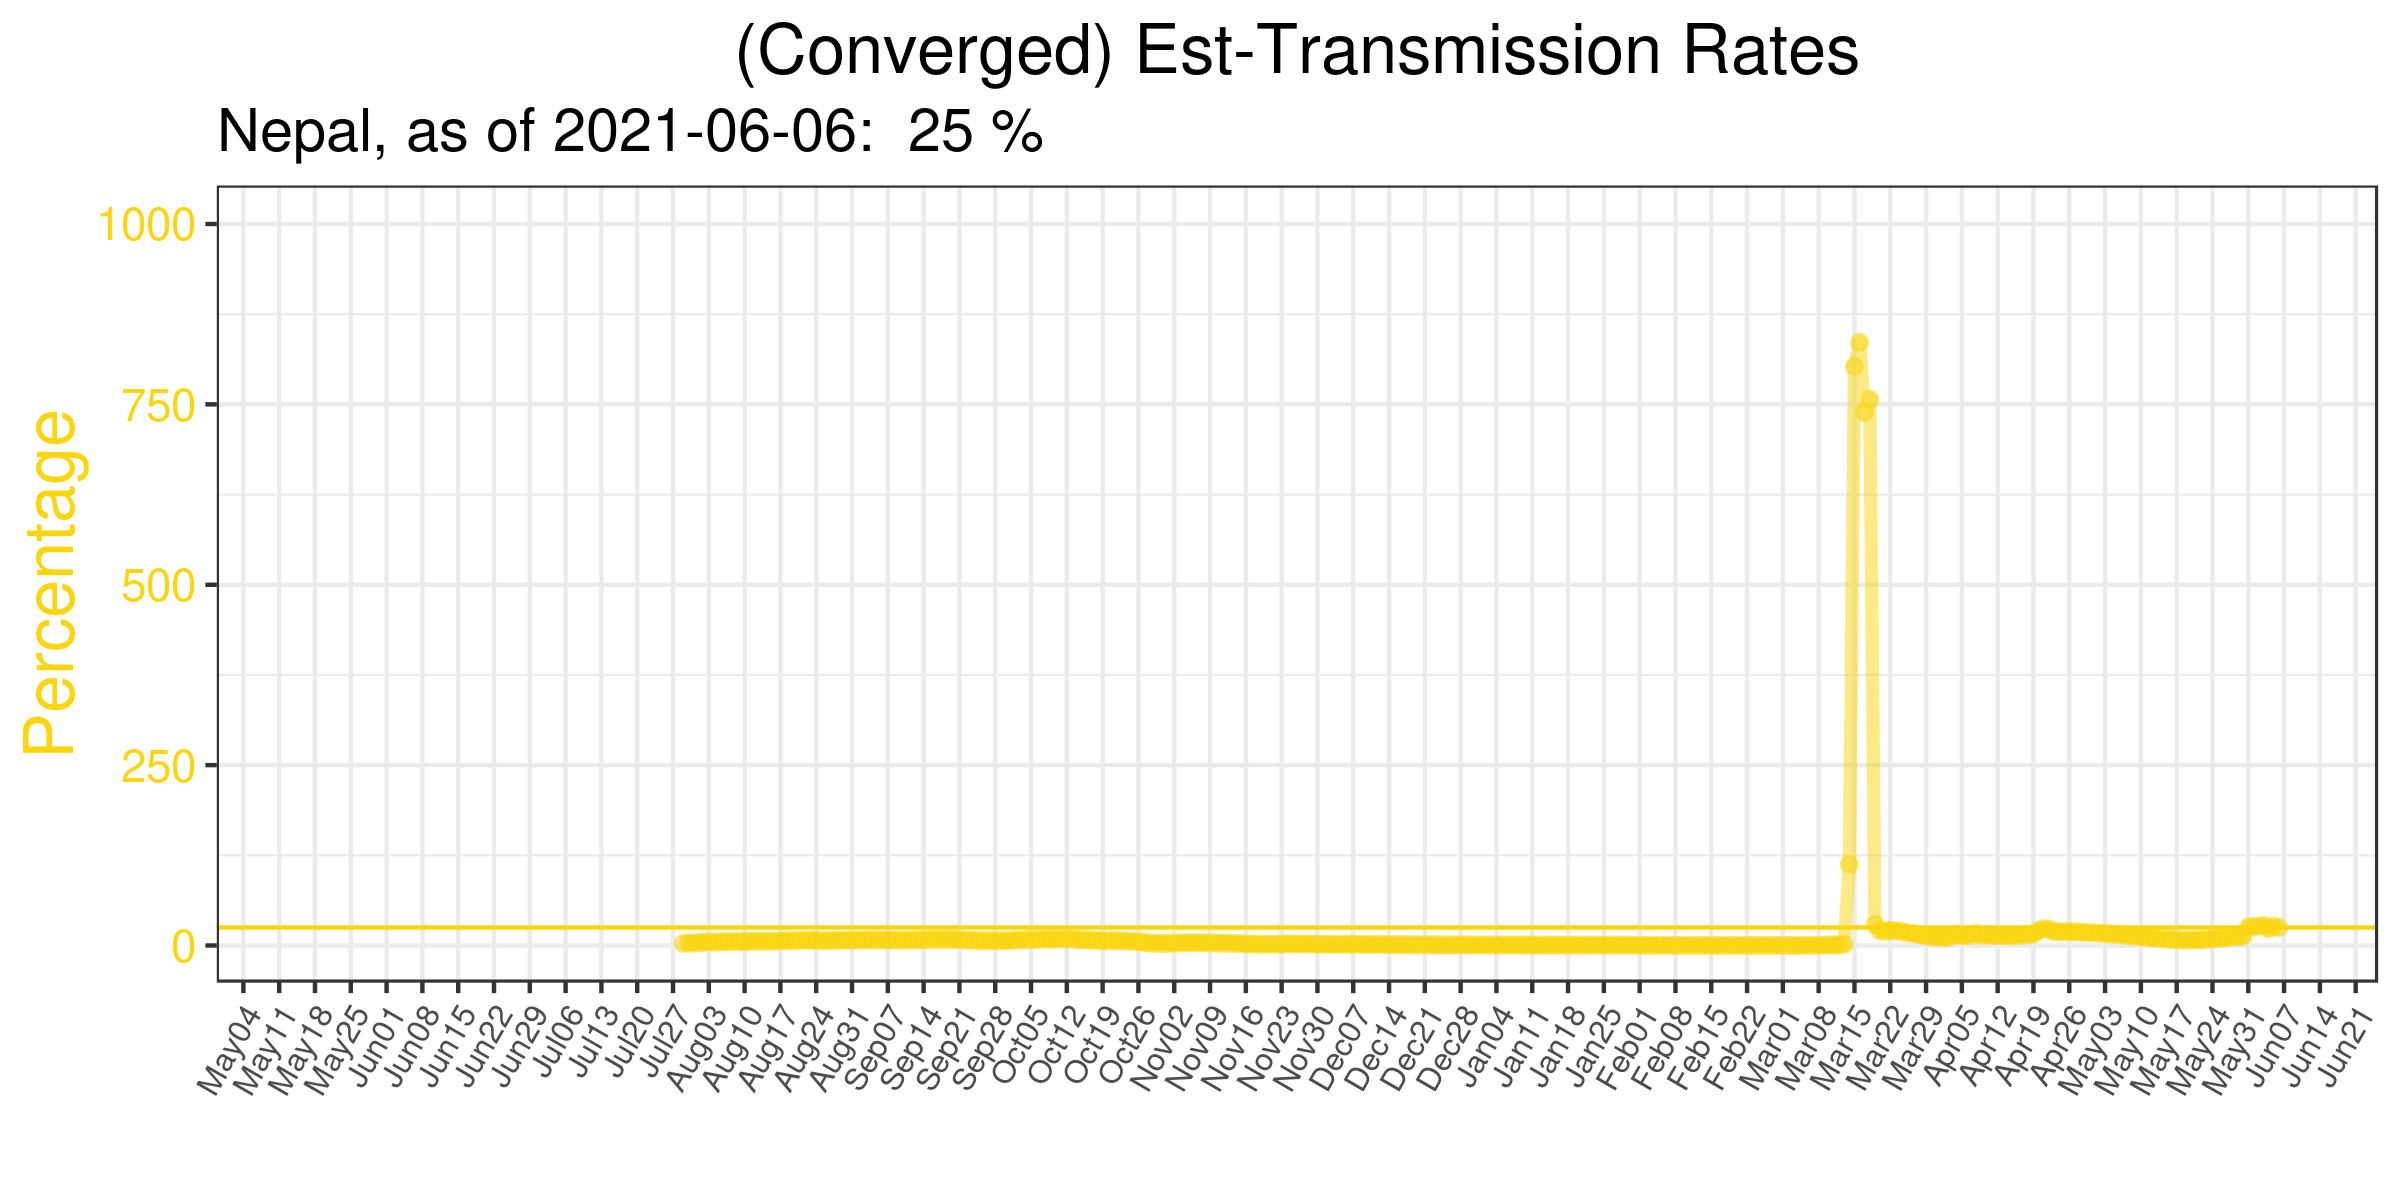 (Converged) Est-Transmission Rates
Nepal, as of 2021-06-06:  25 %
Percentage
1000
750
500
250
0
May04
May11
May18
May25
Jun01
Jun08
Jun15
Jun22
Jun29
Jul06
Jul13
Jul20
Jul27
Aug03
Aug10
Aug17
Aug24
Aug31
Sep07
Sep14
Sep21
Sep28
Oct05
Oct12
Oct19
Oct26
Nov02
Nov09
Nov16
Nov23
Nov30
Dec07
Dec14
Dec21
Dec28
Jan04
Jan11
Jan18
Jan25
Feb01
Feb08
Feb15
Feb22
Mar01
Mar08
Mar15
Mar22
Mar29
Apr05
Apr12
Apr19
Apr26
May03
May10
May17
May24
May31
Jun07
Jun14
Jun21